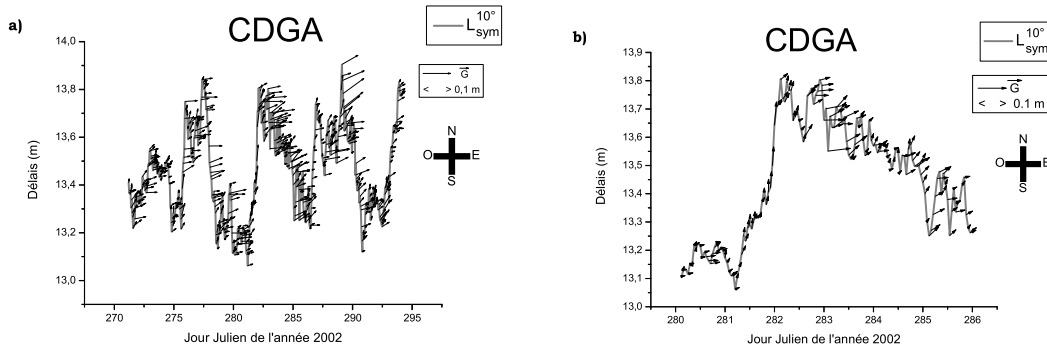 a)
CDGA
L 10° sym
G
< > 0,1 m
14,0
13,8
13,6
13,4
13,2
13,0
Délais (m)
270 275 280 285 290 295
Jour Julien de l'année 2002
N
O E
S
b)
CDGA
L 10° sym
G
< > 0.1 m
13,9
13,8
13,7
13,6
13,5
13,4
13,3
13,2
13,1
13,0
Délais (m)
280 281 282 283 284 285 286
Jour Julien de l'année 2002
N
O E
S